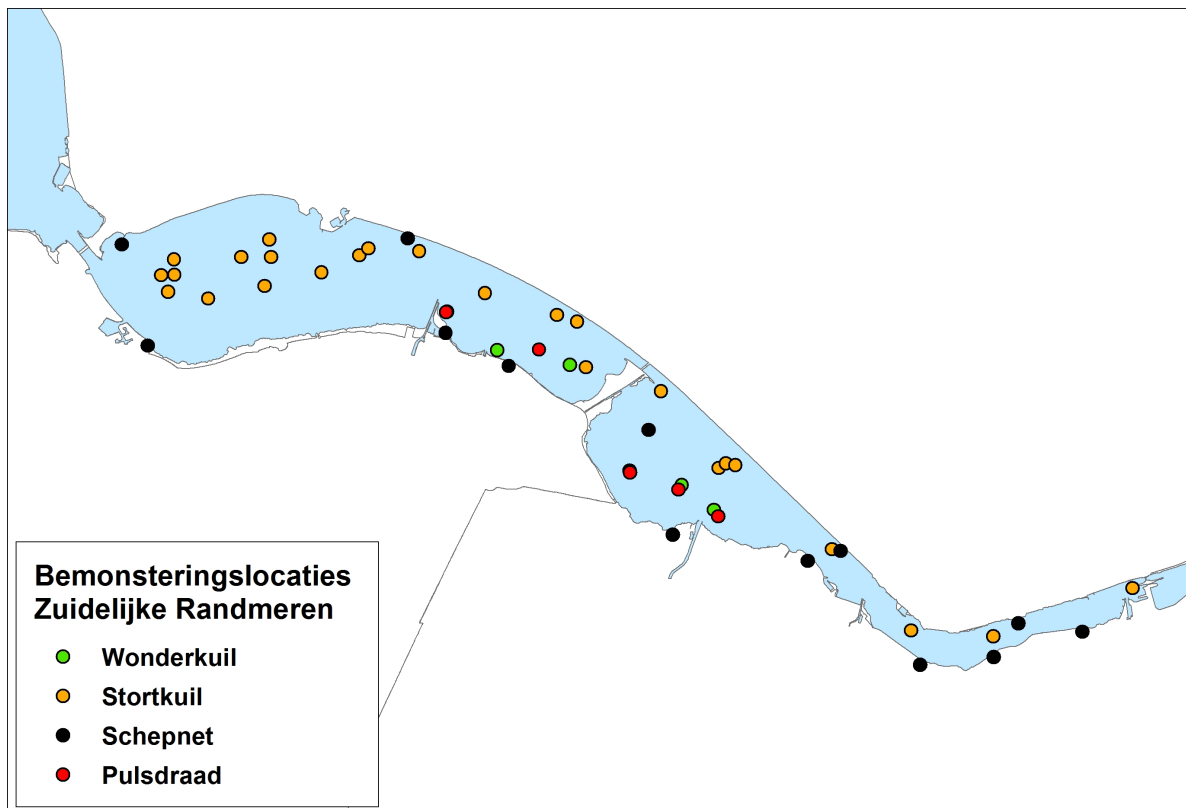 Bemonsteringslocaties
Zuidelijke Randmeren
Wonderkuil
Stortkuil
Schepnet
Pulsdraad